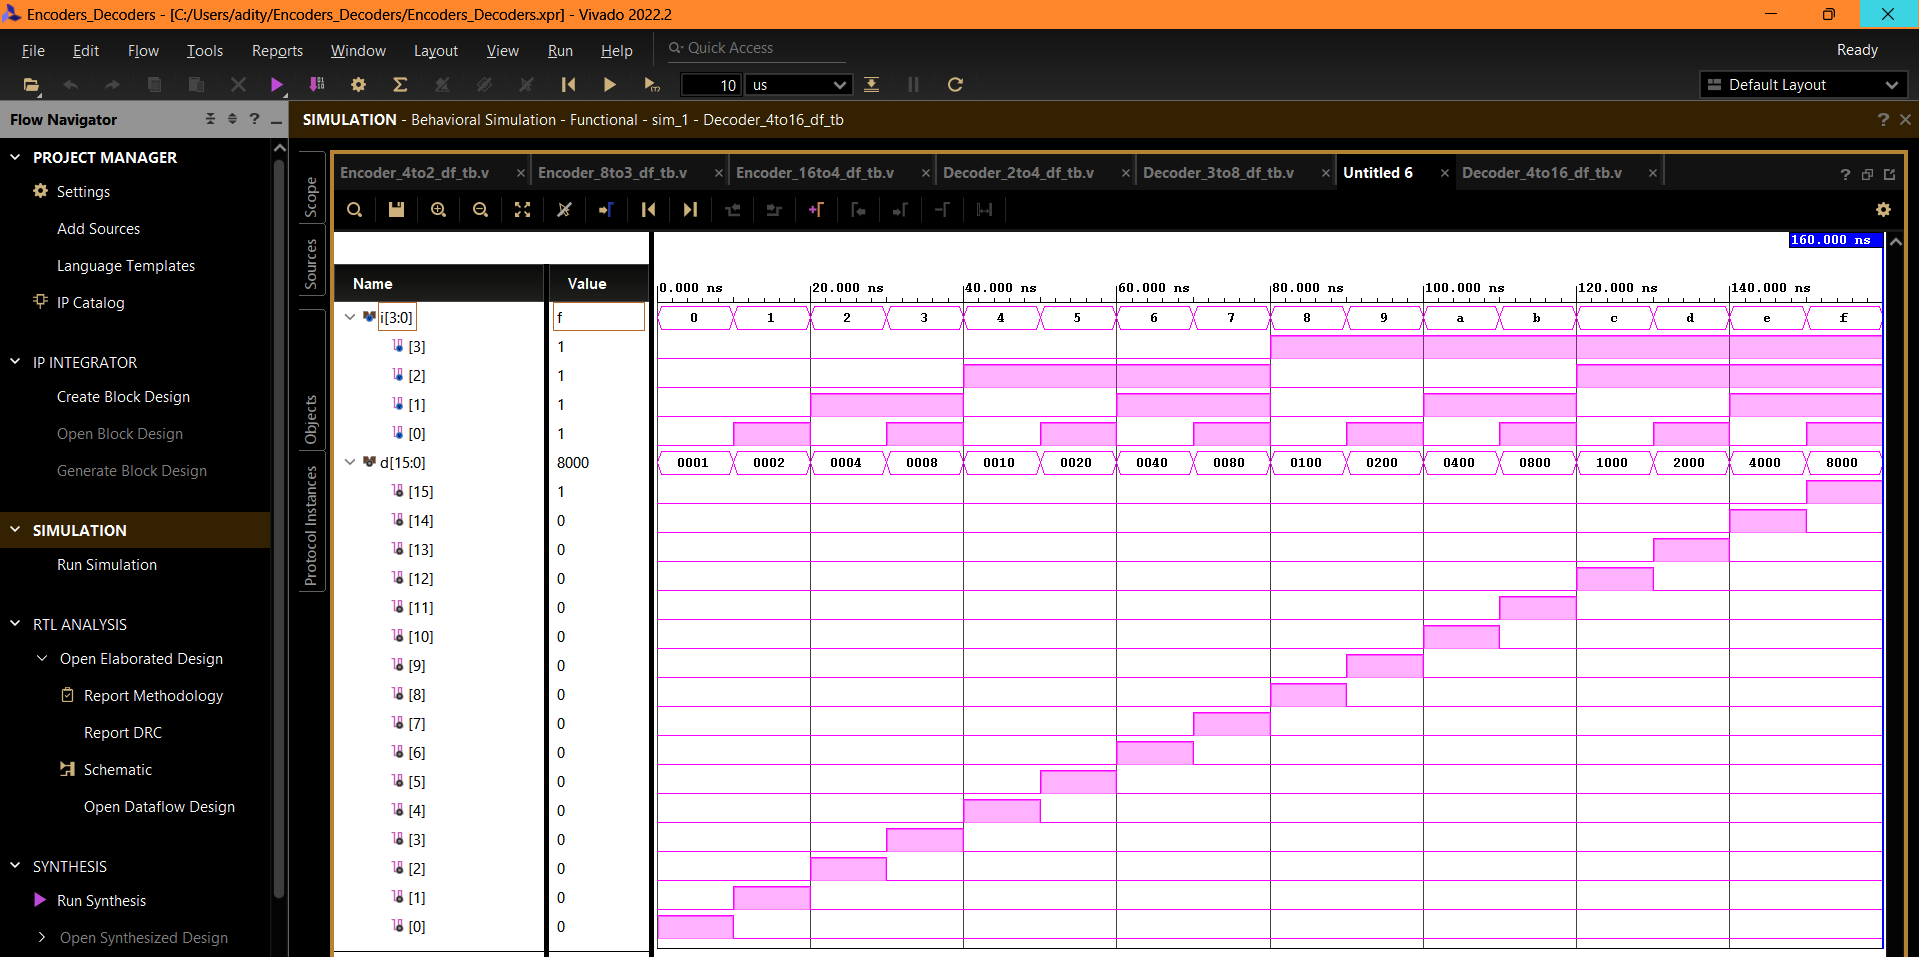 Encoders_Decoders - [C:/Users/adity/Encoders_Decoders/Encoders_Decoders.xpr] - Vivado 2022.2
File Edit Flow Tools Reports Window Layout View Run Help Quick Access Ready
10 us Default Layout
Flow Navigator
SIMULATION - Behavioral Simulation - Functional - sim_1 - Decoder_4to16_df_tb
PROJECT MANAGER
Settings
Add Sources
Language Templates
IP Catalog
IP INTEGRATOR
Create Block Design
Open Block Design
Generate Block Design
SIMULATION
Run Simulation
RTL ANALYSIS
Open Elaborated Design
Report Methodology
Report DRC
Schematic
Open Dataflow Design
SYNTHESIS
Run Synthesis
Open Synthesized Design
Scope
Sources
Objects
Protocol Instances
Encoder_4to2_df_tb.v Encoder_8to3_df_tb.v Encoder_16to4_df_tb.v Decoder_2to4_df_tb.v Decoder_3to8_df_tb.v Untitled 6 Decoder_4to16_df_tb.v
160.000 ns
Name Value
0.000 ns 20.000 ns 40.000 ns 60.000 ns 80.000 ns 100.000 ns 120.000 ns 140.000 ns
i[3:0] f 0 1 2 3 4 5 6 7 8 9 a b c d e f
[3] 1
[2] 1
[1] 1
[0] 1
d[15:0] 8000 0001 0002 0004 0008 0010 0020 0040 0080 0100 0200 0400 0800 1000 2000 4000 8000
[15] 1
[14] 0
[13] 0
[12] 0
[11] 0
[10] 0
[9] 0
[8] 0
[7] 0
[6] 0
[5] 0
[4] 0
[3] 0
[2] 0
[1] 0
[0] 0